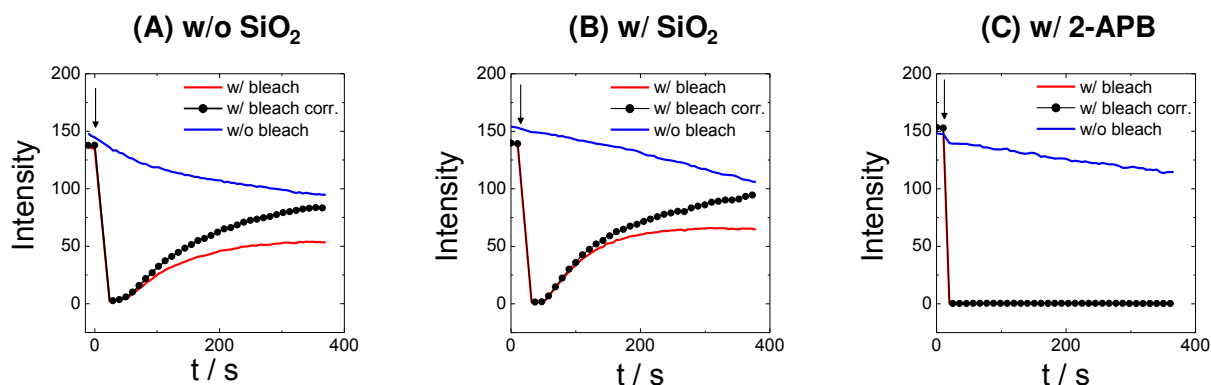 (A) w/o SiO2
(B) w/ SiO2
(C) w/ 2-APB
200
150
100
50
0
Intensity
w/ bleach
w/ bleach corr.
w/o bleach
0
200
400
t / s
200
150
100
50
0
Intensity
w/ bleach
w/ bleach corr.
w/o bleach
0
200
400
t / s
200
150
100
50
0
Intensity
w/ bleach
w/ bleach corr.
w/o bleach
0
200
400
t / s